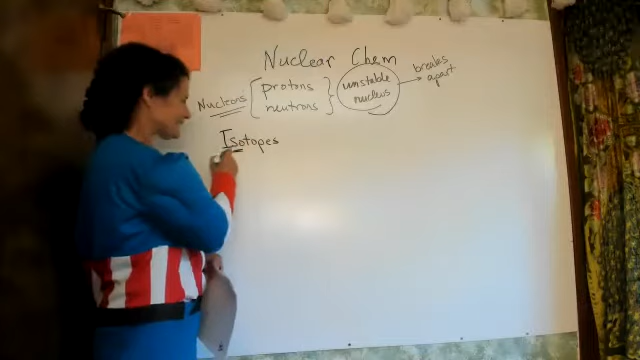 Nuclear Chem
Nucleons [ protons } unstable → breaks
neutrons nucleus apart
Isotopes